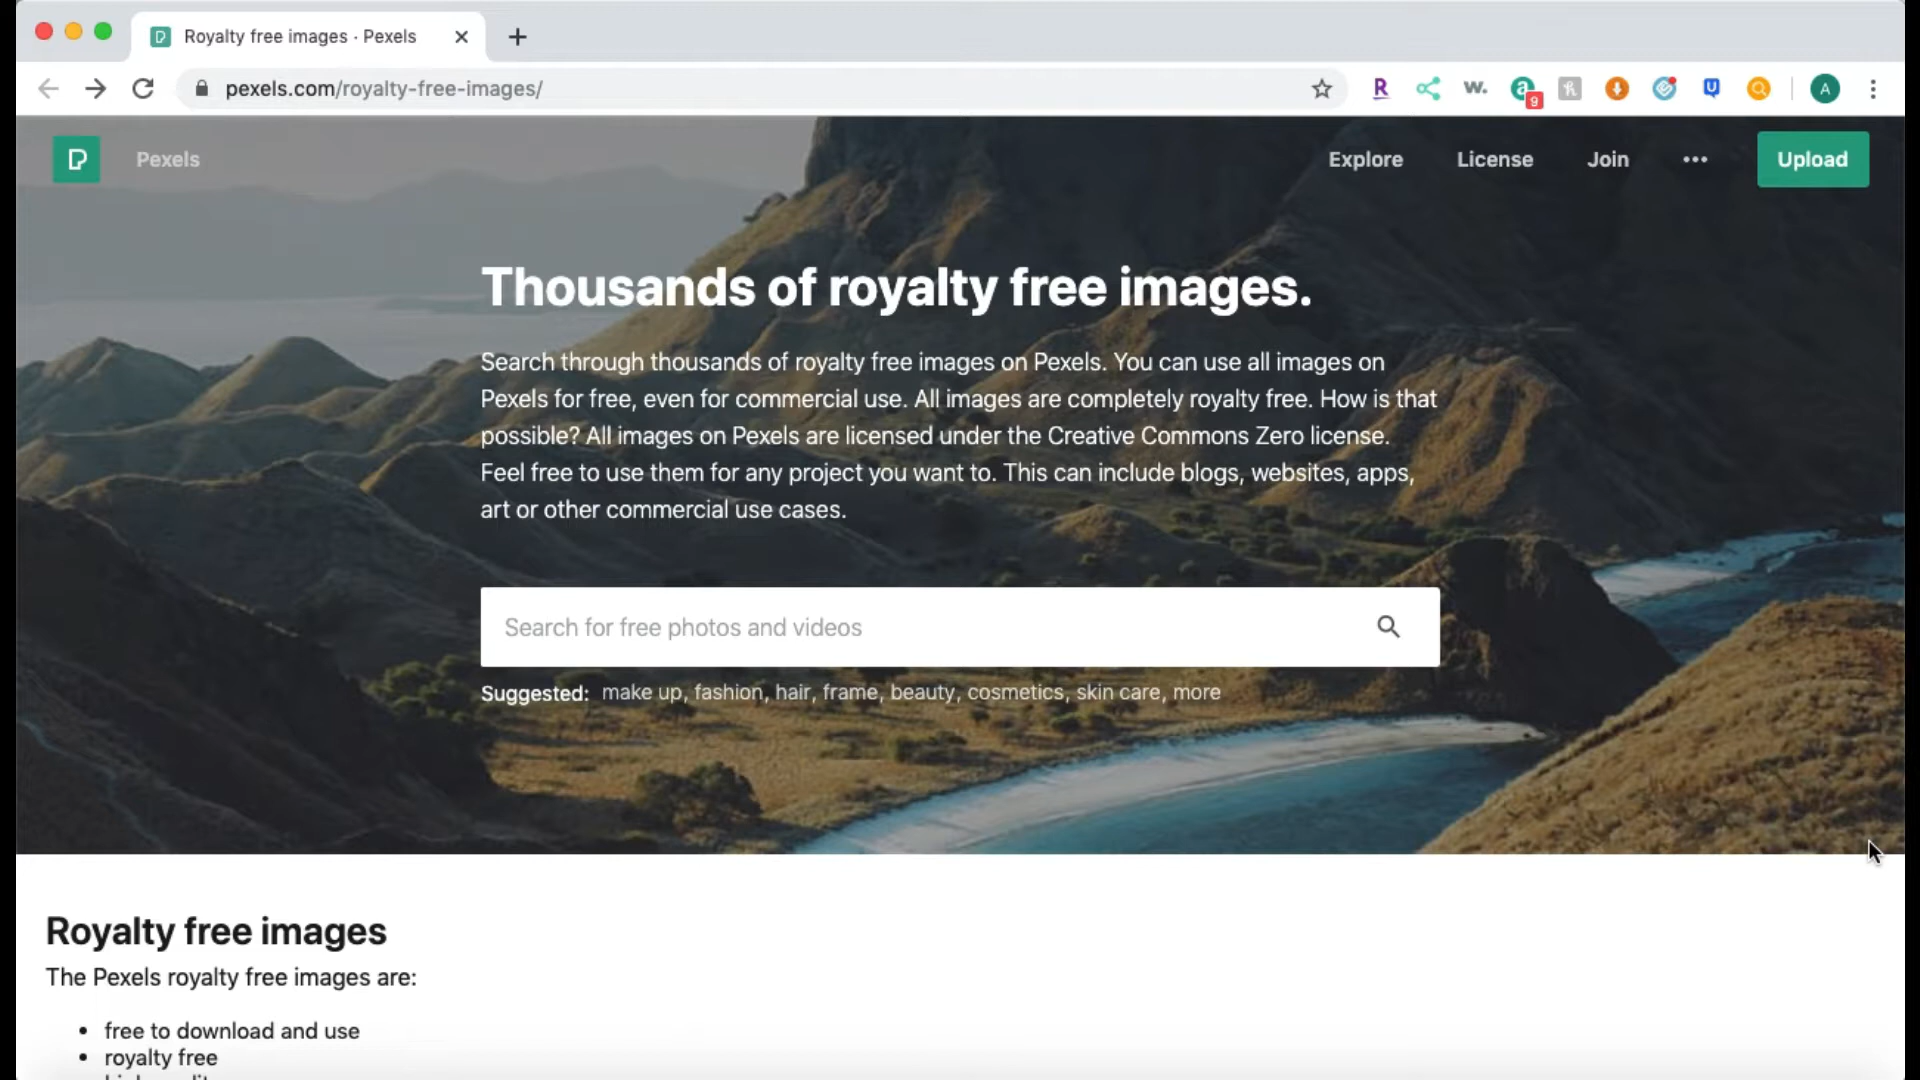 Royalty free images · Pexels
pexels.com/royalty-free-images/
R
w.
a
9
A
Pexels
Explore
License
Join
Upload
Thousands of royalty free images.
Search through thousands of royalty free images on Pexels. You can use all images on
Pexels for free, even for commercial use. All images are completely royalty free. How is that
possible? All images on Pexels are licensed under the Creative Commons Zero license.
Feel free to use them for any project you want to. This can include blogs, websites, apps,
art or other commercial use cases.
Search for free photos and videos
Suggested: make up, fashion, hair, frame, beauty, cosmetics, skin care, more
Royalty free images
The Pexels royalty free images are:
• free to download and use
• royalty free